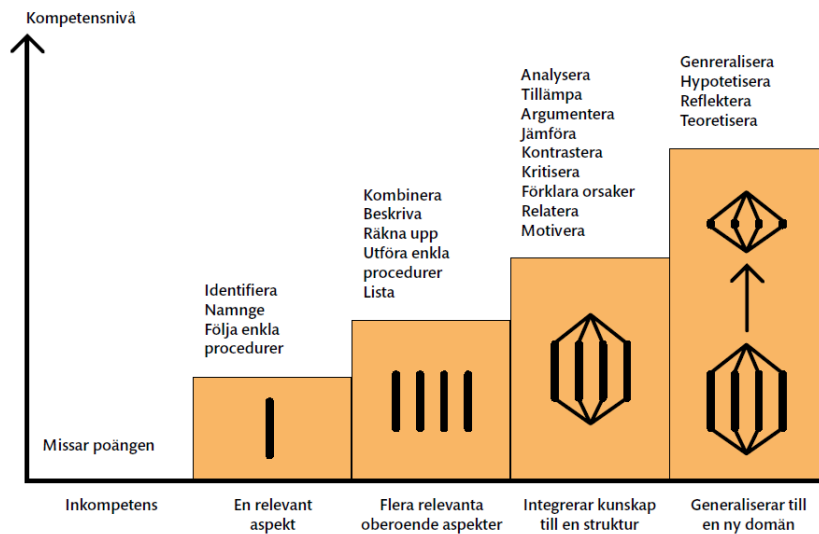 Kompetensnivå
Missar poängen
Inkompetens
Identifiera
Namnge
Följa enkla
procedurer
En relevant
aspekt
Kombinera
Beskriva
Räkna upp
Utföra enkla
procedurer
Lista
Flera relevanta
oberoende aspekter
Analysera
Tillämpa
Argumentera
Jämföra
Kontrastera
Kritisera
Förklara orsaker
Relatera
Motivera
Integrerar kunskap
till en struktur
Genreralisera
Hypotetisera
Reflektera
Teoretisera
Generaliserar till
en ny domän